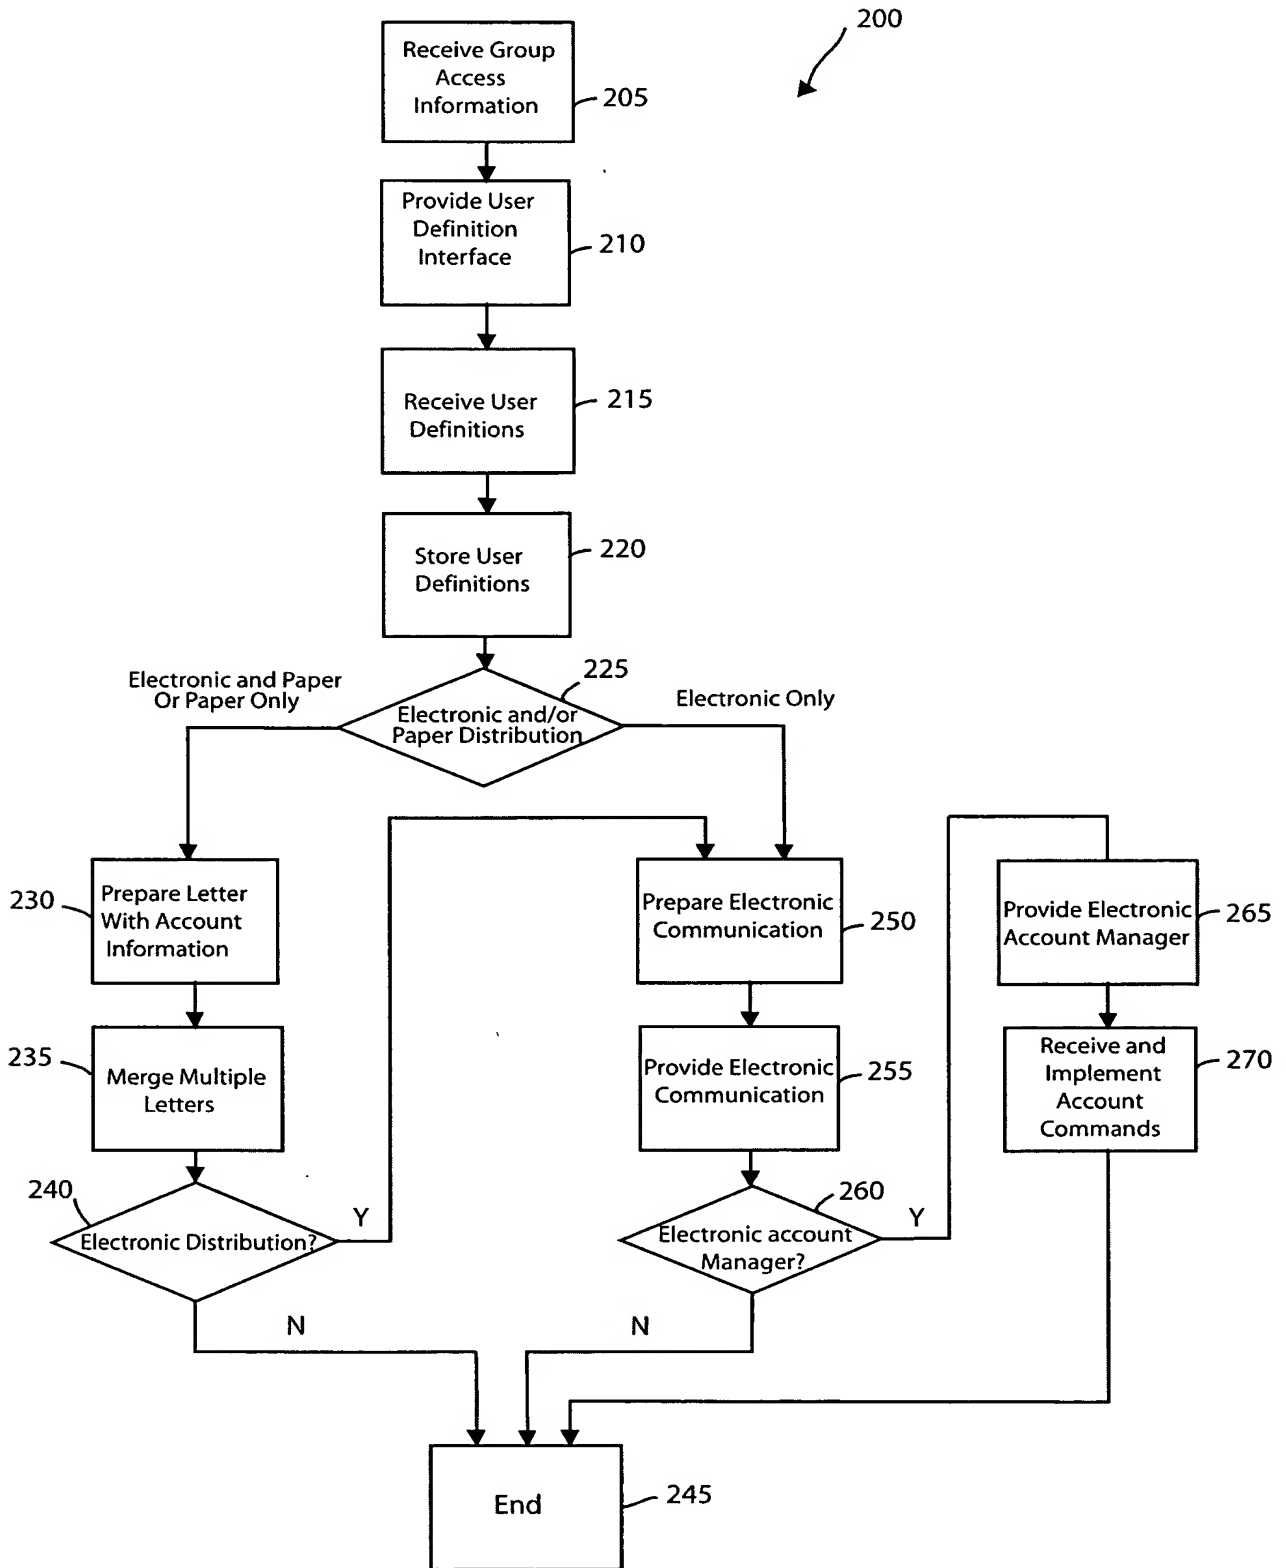 200
Receive Group
Access
Information
205
Provide User
Definition
Interface
210
Receive User
Definitions
215
Store User
Definitions
220
Electronic and Paper
Or Paper Only
225
Electronic Only
Electronic and/or
Paper Distribution
230
Prepare Letter
With Account
Information
Prepare Electronic
Communication
250
Provide Electronic
Account Manager
265
235
Merge Multiple
Letters
Provide Electronic
Communication
255
Receive and
Implement
Account
Commands
270
240
Electronic Distribution?
Y
260
Electronic account
Manager?
Y
N
N
End
245